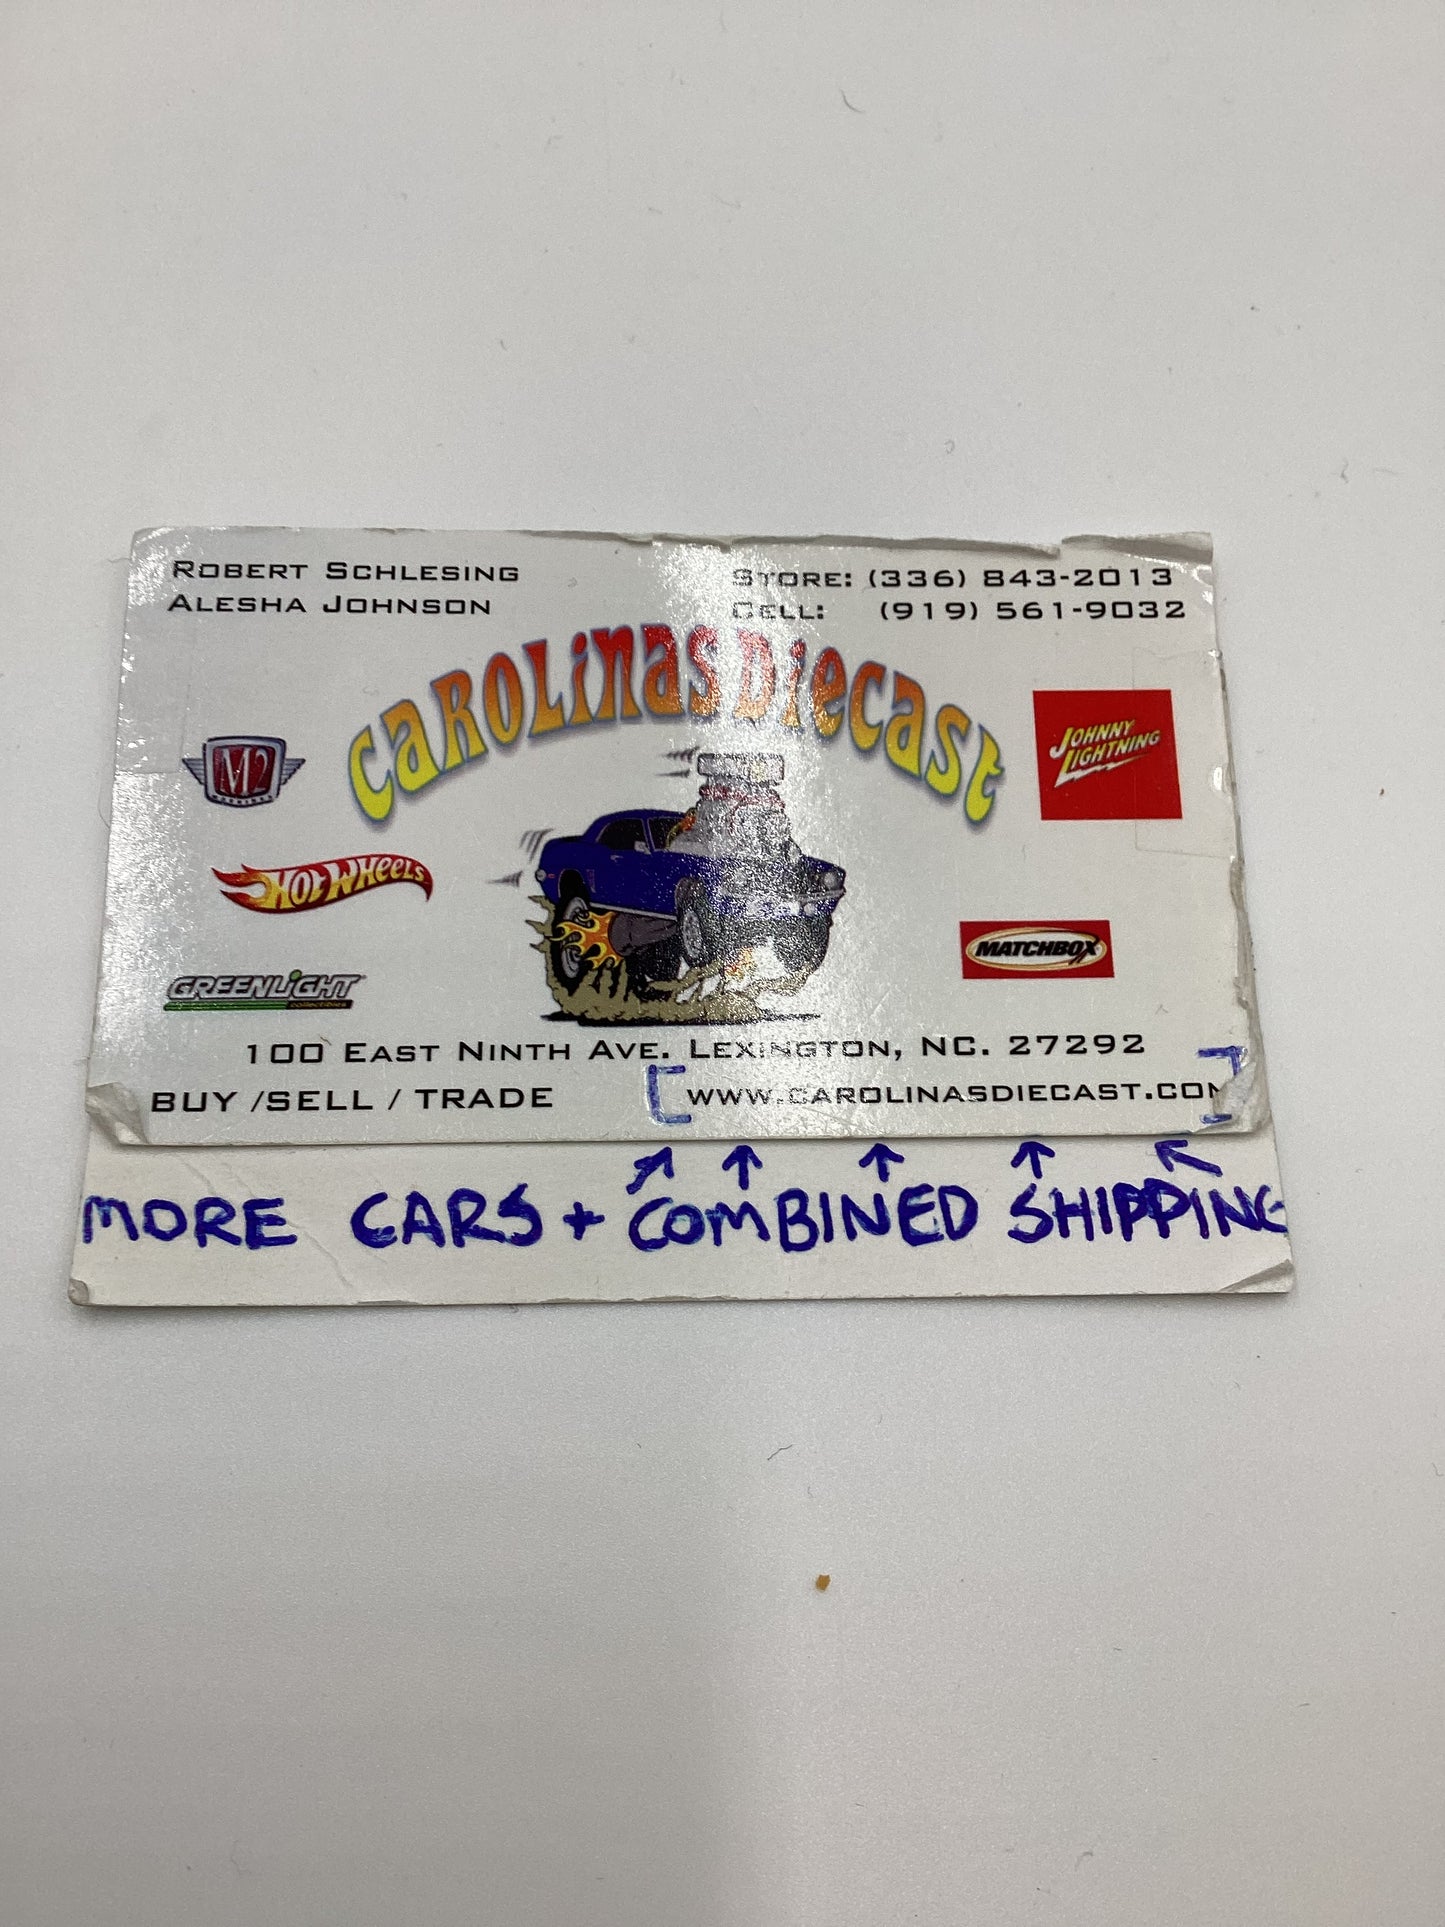 ROBERT SCHLESING
ALESHA JOHNSON
STORE: (336) 843-2013
CELL: (919) 561-9032
CAROLINAS DIECAST
M2
MACHINES
JOHNNY
LIGHTNING
HOT WHEELS
MATCHBOX
GREENLIGHT
collectibles
100 EAST NINTH AVE. LEXINGTON, NC. 27292
BUY /SELL / TRADE
[WWW.CAROLINASDIECAST.COM]
MORE CARS + COMBINED SHIPPING